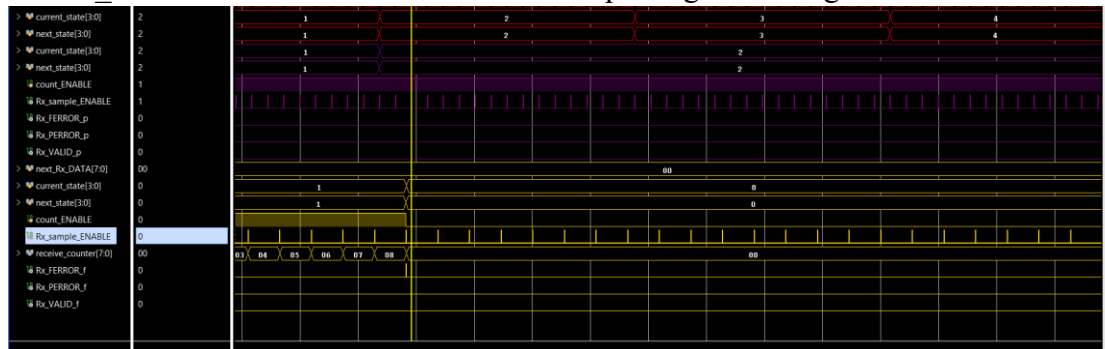 current_state[3:0] 2 1 2 3 4
next_state[3:0] 2 1 2 3 4
current_state[3:0] 2 1 2
next_state[3:0] 2 1 2
count_ENABLE 1
Rx_sample_ENABLE 1
Rx_FERROR_p 0
Rx_PERROR_p 0
Rx_VALID_p 0
next_Rx_DATA[7:0] 00 00
current_state[3:0] 0 1 0
next_state[3:0] 0 1 0
count_ENABLE 0
Rx_sample_ENABLE 0
receive_counter[7:0] 00 03 04 05 06 07 08 00
Rx_FERROR_f 0
Rx_PERROR_f 0
Rx_VALID_f 0